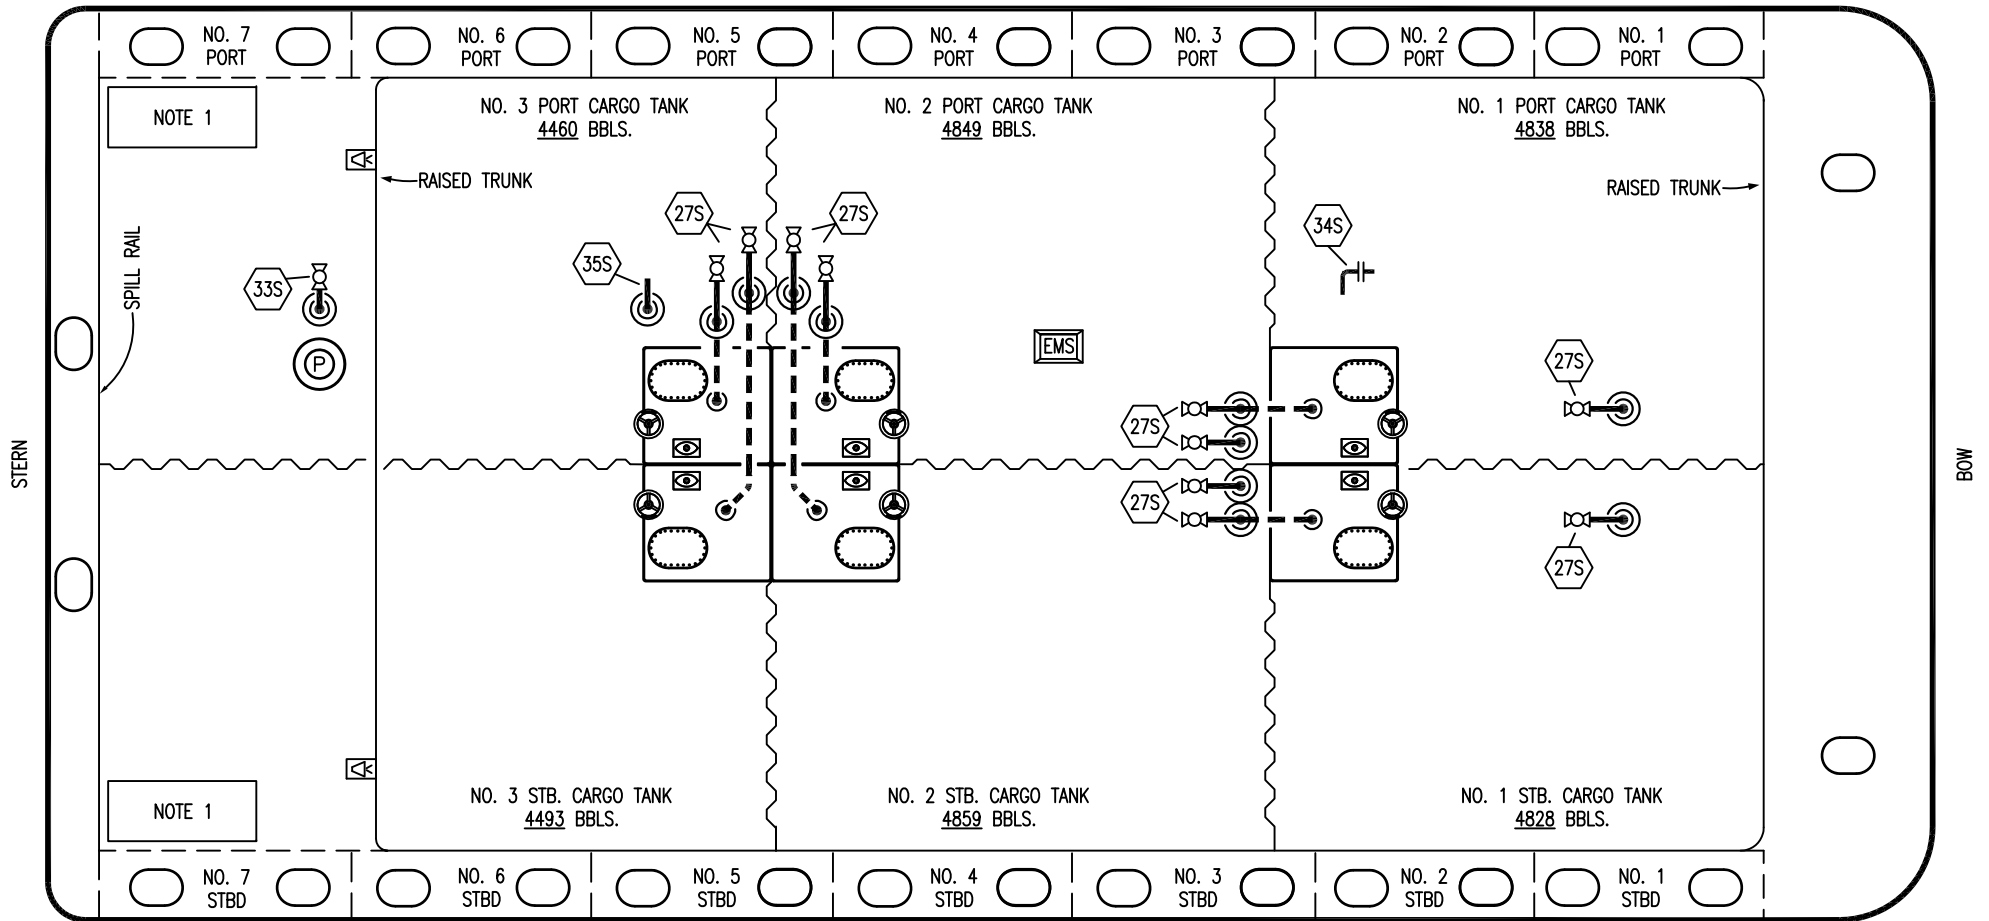 NO. 7
PORT
NO. 6
PORT
NO. 5
PORT
NO. 4
PORT
NO. 3
PORT
NO. 2
PORT
NO. 1
PORT
NOTE 1
NO. 3 PORT CARGO TANK
4460 BBLS.
NO. 2 PORT CARGO TANK
4849 BBLS.
NO. 1 PORT CARGO TANK
4838 BBLS.
RAISED TRUNK
RAISED TRUNK
SPILL RAIL
27S
27S
34S
35S
33S
P
EMS
27S
27S
27S
27S
STERN
BOW
NO. 3 STB. CARGO TANK
4493 BBLS.
NO. 2 STB. CARGO TANK
4859 BBLS.
NO. 1 STB. CARGO TANK
4828 BBLS.
NOTE 1
NO. 7
STBD
NO. 6
STBD
NO. 5
STBD
NO. 4
STBD
NO. 3
STBD
NO. 2
STBD
NO. 1
STBD